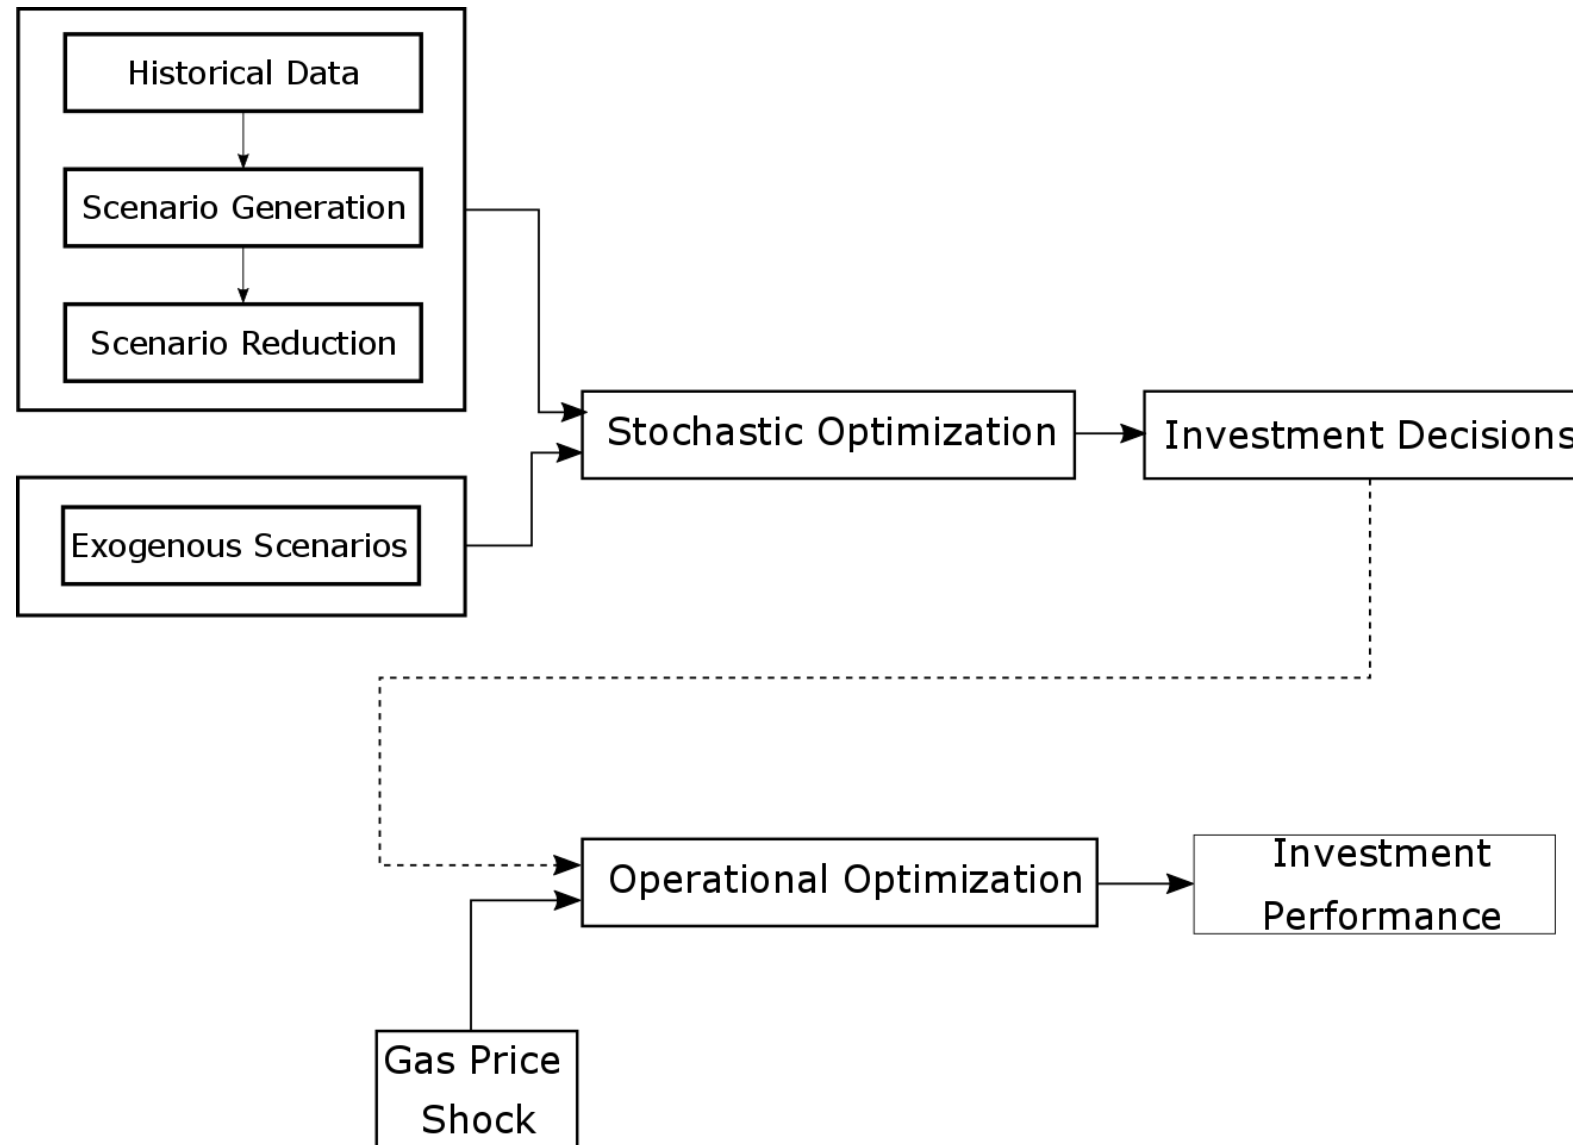 Historical Data
Scenario Generation
Scenario Reduction
Stochastic Optimization
Investment Decisions
Exogenous Scenarios
Operational Optimization
Investment
Performance
Gas Price
Shock